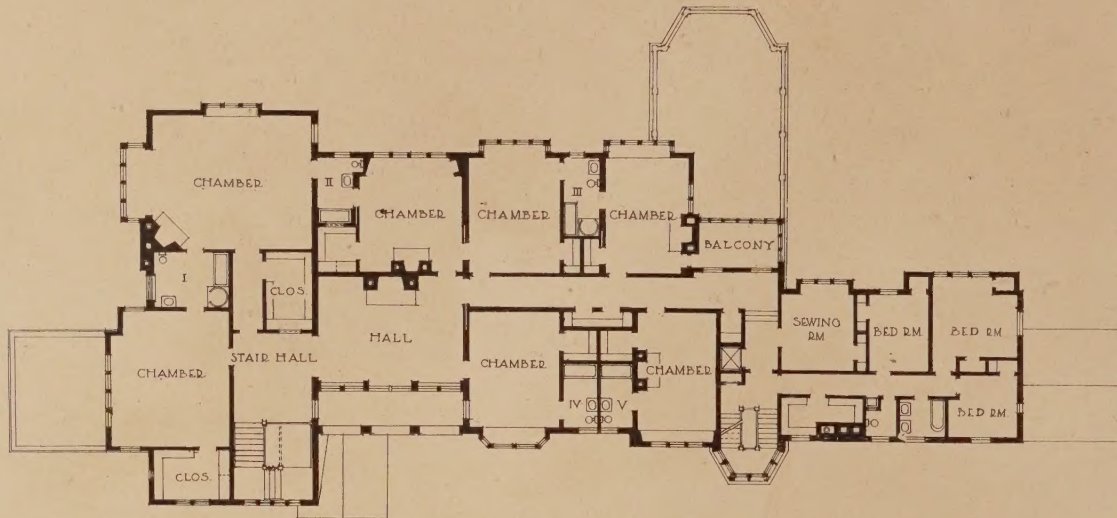 CHAMBER
II
CHAMBER
CHAMBER
III
CHAMBER
BALCONY
I
CLOS.
SEWING
RM
BED RM.
BED RM.
STAIR HALL
HALL
CHAMBER
CHAMBER
CHAMBER
IV
V
BED RM.
CLOS.